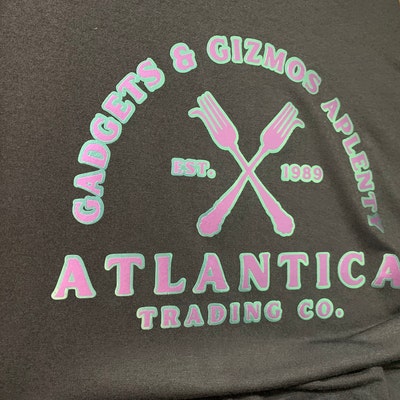 GADGETS & GIZMOS APLENTY
EST. 1989
ATLANTICA
TRADING CO.